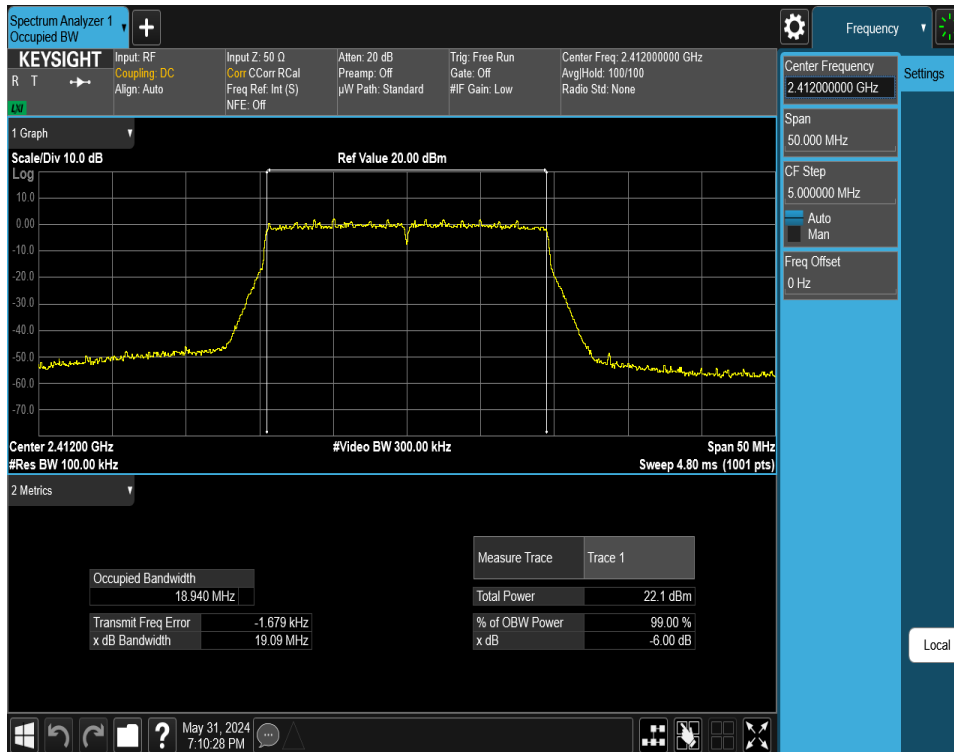 Spectrum Analyzer 1
Occupied BW
Frequency
KEYSIGHT
R T
LXI
Input: RF
Coupling: DC
Align: Auto
Input Z: 50 Ω
Corr CCorr RCal
Freq Ref: Int (S)
NFE: Off
Atten: 20 dB
Preamp: Off
µW Path: Standard
Trig: Free Run
Gate: Off
#IF Gain: Low
Center Freq: 2.412000000 GHz
Avg|Hold: 100/100
Radio Std: None
Center Frequency
2.412000000 GHz
Settings
Span
50.000 MHz
CF Step
5.000000 MHz
Auto
Man
Freq Offset
0 Hz
Local
1 Graph
Scale/Div 10.0 dB
Ref Value 20.00 dBm
Log
10.0
0.00
-10.0
-20.0
-30.0
-40.0
-50.0
-60.0
-70.0
Center 2.41200 GHz
#Video BW 300.00 kHz
Span 50 MHz
#Res BW 100.00 kHz
Sweep 4.80 ms (1001 pts)
2 Metrics
Occupied Bandwidth
18.940 MHz
Transmit Freq Error -1.679 kHz
x dB Bandwidth 19.09 MHz
Measure Trace Trace 1
Total Power 22.1 dBm
% of OBW Power 99.00 %
x dB -6.00 dB
?
May 31, 2024
7:10:28 PM